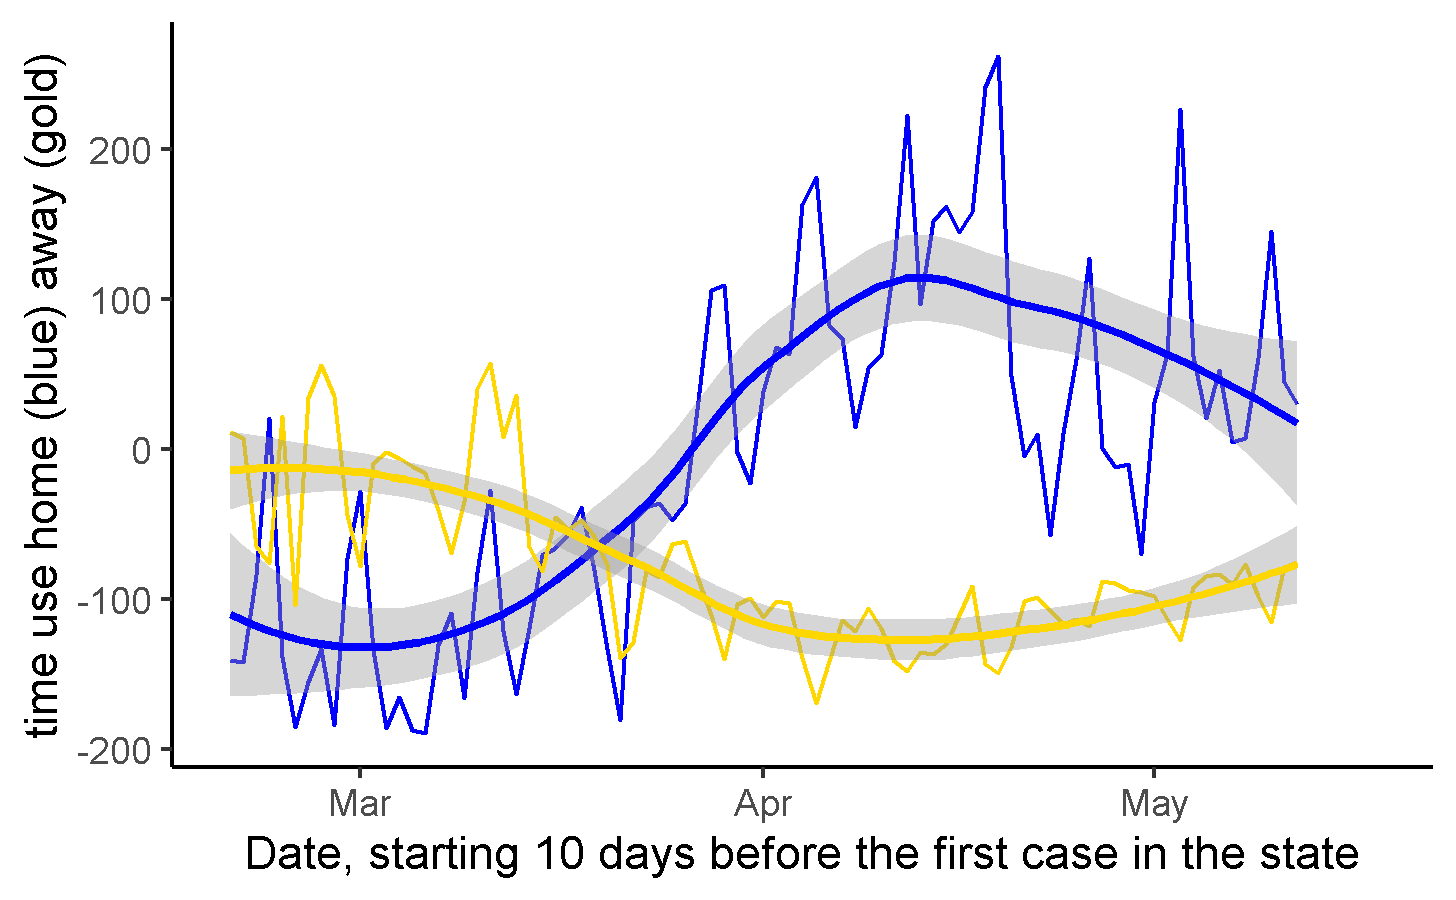 time use home (blue) away (gold)
200
100
0
-100
-200
Mar
Apr
May
Date, starting 10 days before the first case in the state